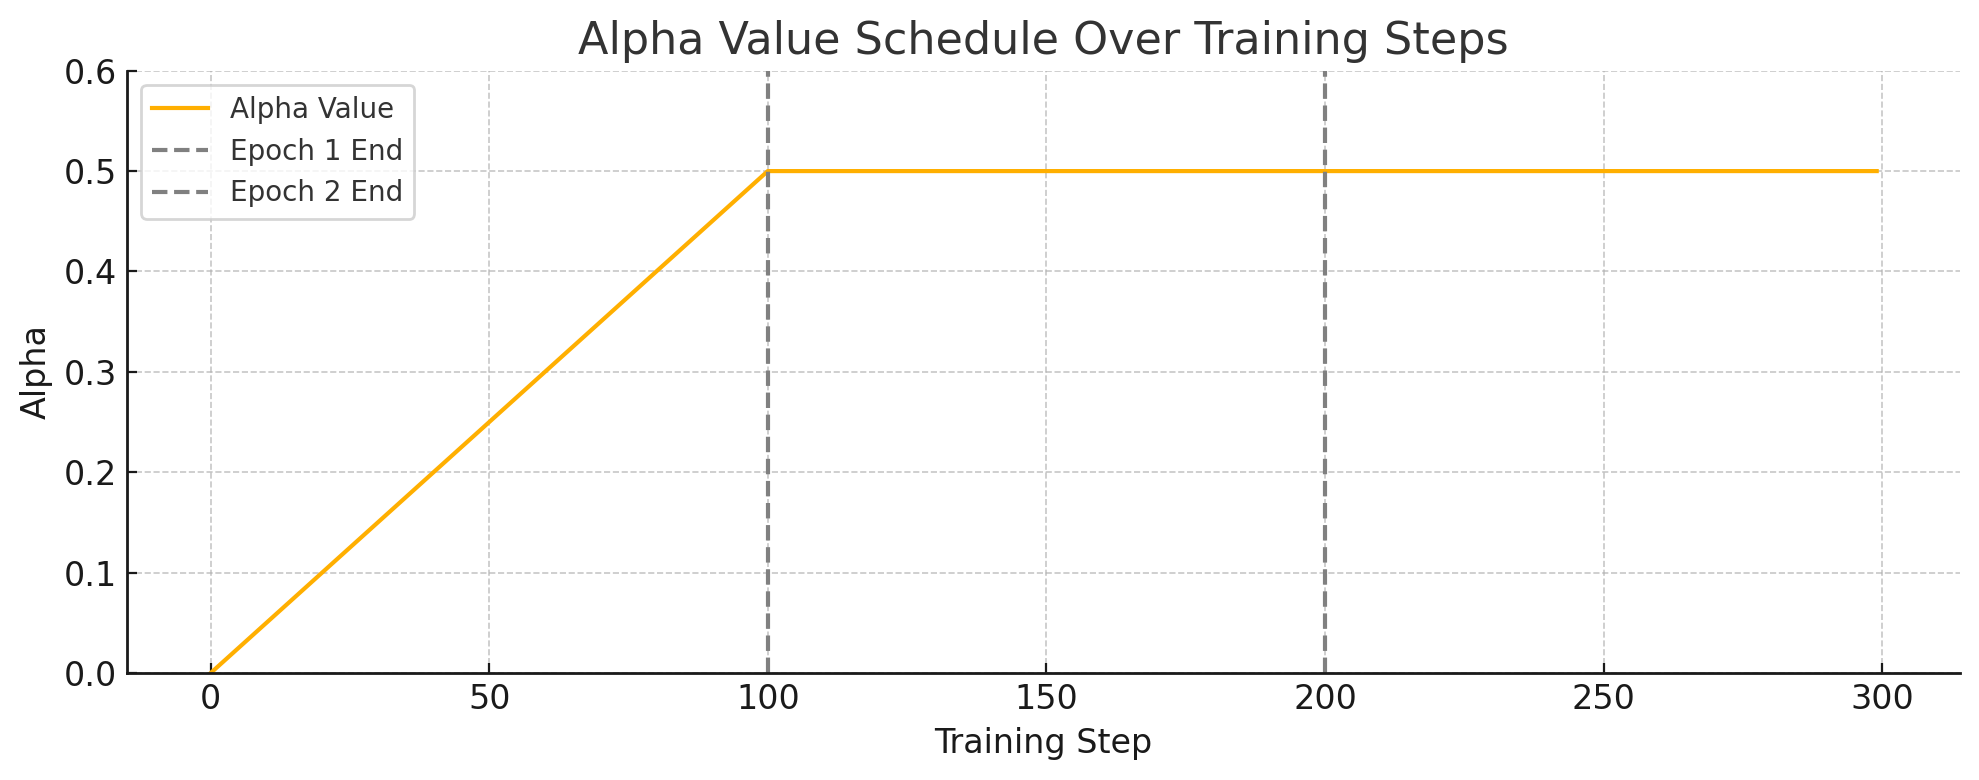 Alpha Value Schedule Over Training Steps
0.6
0.5
0.4
0.3
0.2
0.1
0.0
Alpha
Alpha Value
Epoch 1 End
Epoch 2 End
0 50 100 150 200 250 300
Training Step